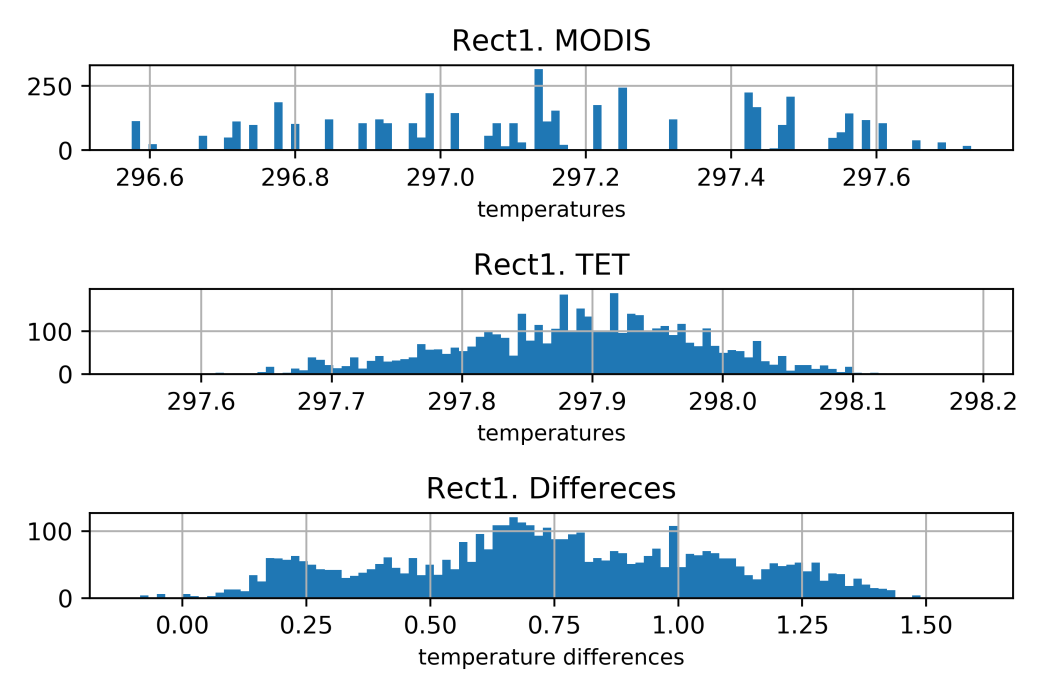 Rect1. MODIS
250
0
296.6 296.8 297.0 297.2 297.4 297.6
temperatures
Rect1. TET
100
0
297.6 297.7 297.8 297.9 298.0 298.1 298.2
temperatures
Rect1. Differeces
100
0
0.00 0.25 0.50 0.75 1.00 1.25 1.50
temperature differences